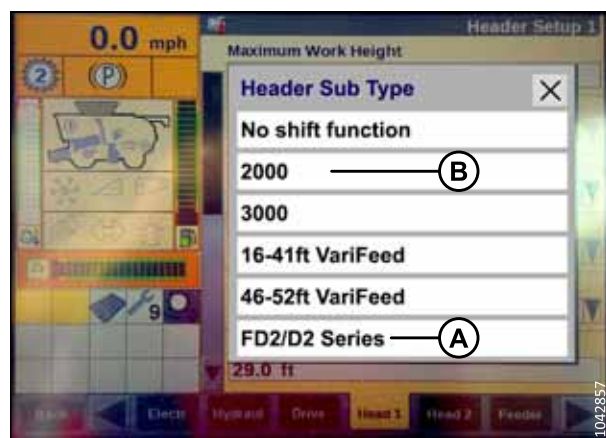 0.0 mph
Header Setup 1
Maximum Work Height
2
P
Header Sub Type
No shift function
2000
B
3000
16-41ft VariFeed
46-52ft VariFeed
9
FD2/D2 Series
A
29.0 ft
Back
Electr
Hydraul
Drive
Head 1
Head 2
Feeder
1042857